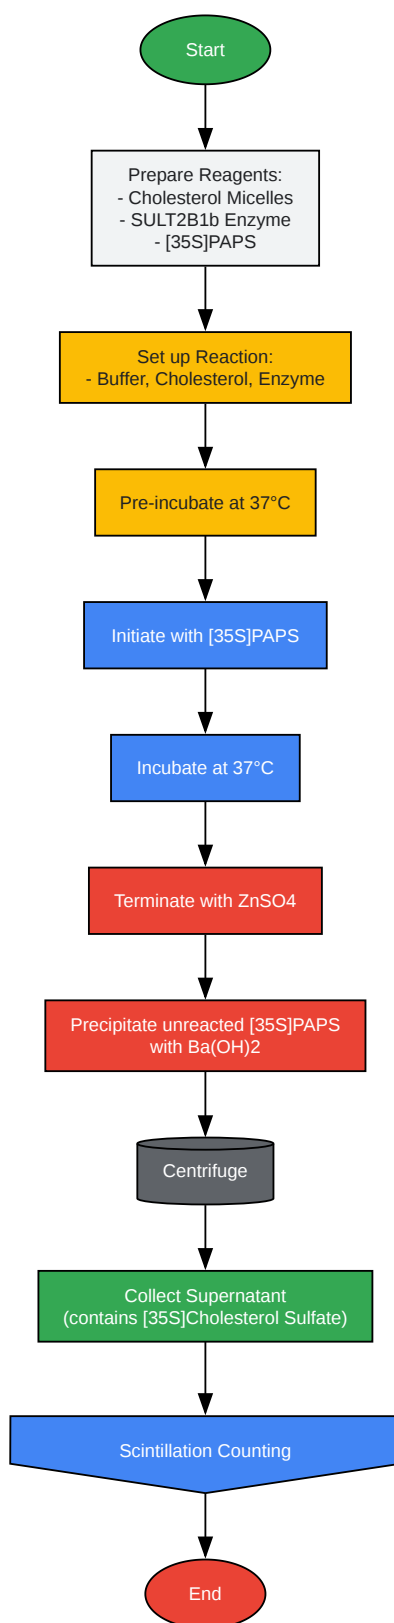 Start
Prepare Reagents:
- Cholesterol Micelles
- SULT2B1b Enzyme
- [35S]PAPS
Set up Reaction:
- Buffer, Cholesterol, Enzyme
Pre-incubate at 37°C
Initiate with [35S]PAPS
Incubate at 37°C
Terminate with ZnSO4
Precipitate unreacted [35S]PAPS
with Ba(OH)2
Centrifuge
Collect Supernatant
(contains [35S]Cholesterol Sulfate)
Scintillation Counting
End